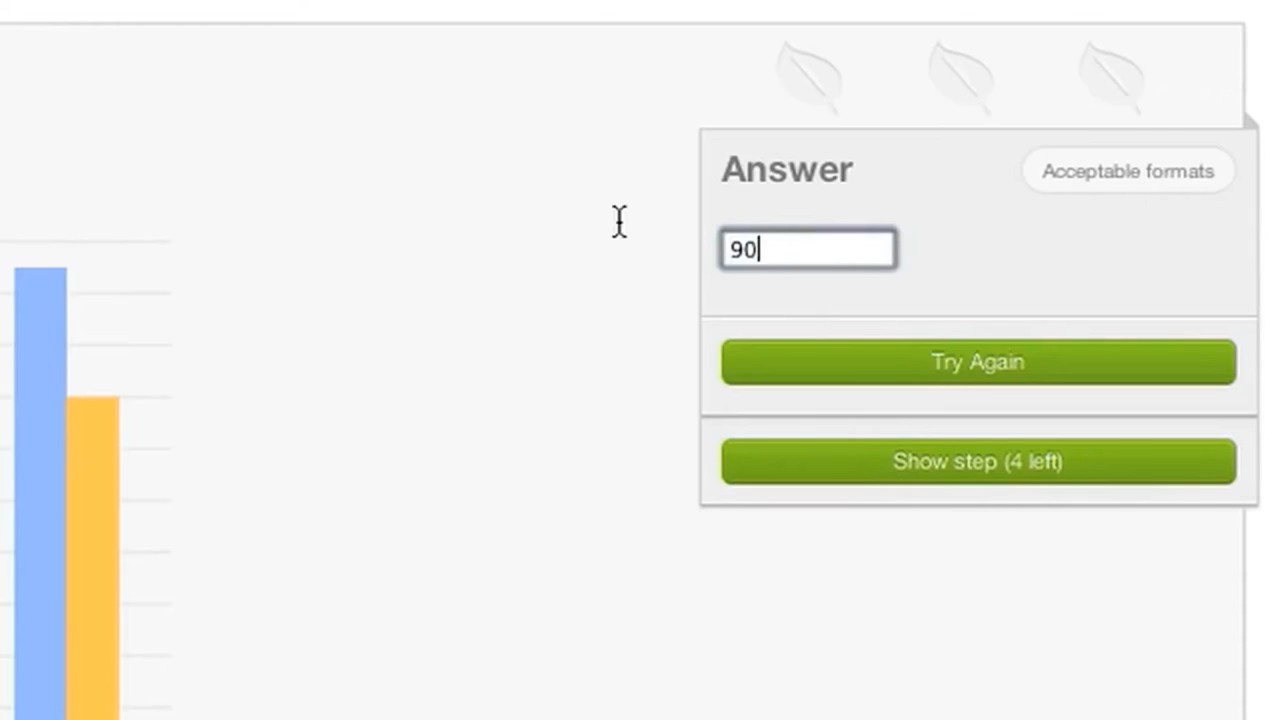 Answer
Acceptable formats
90
Try Again
Show step (4 left)